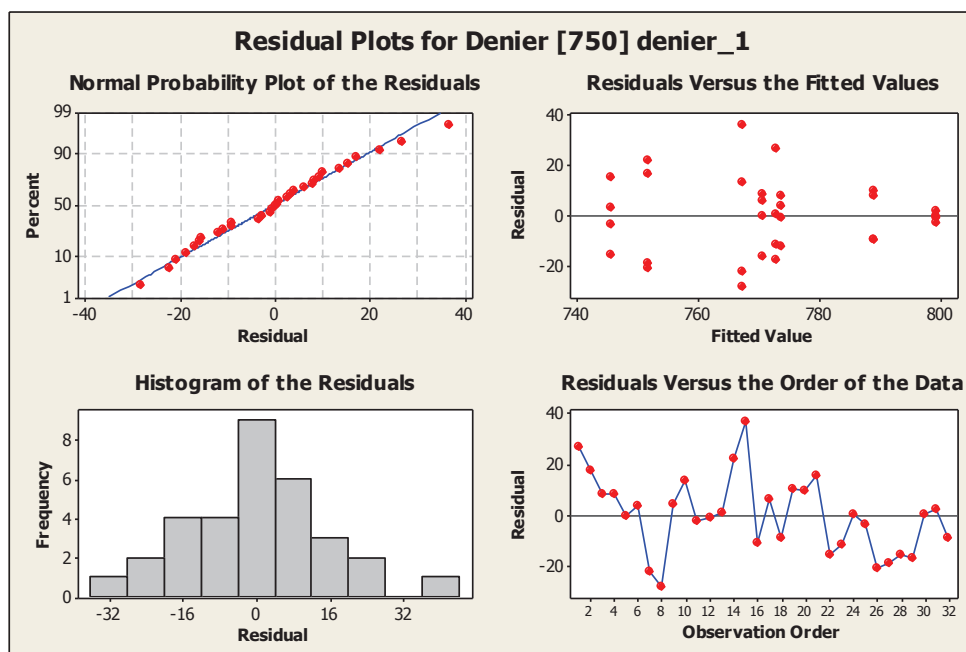 Residual Plots for Denier [750] denier_1
Normal Probability Plot of the Residuals
99
90
50
10
1
Percent
-40 -20 0 20 40
Residual
Residuals Versus the Fitted Values
40
20
0
-20
Residual
740 760 780 800
Fitted Value
Histogram of the Residuals
8
6
4
2
0
Frequency
-32 -16 0 16 32
Residual
Residuals Versus the Order of the Data
40
20
0
-20
Residual
2 4 6 8 10 12 14 16 18 20 22 24 26 28 30 32
Observation Order